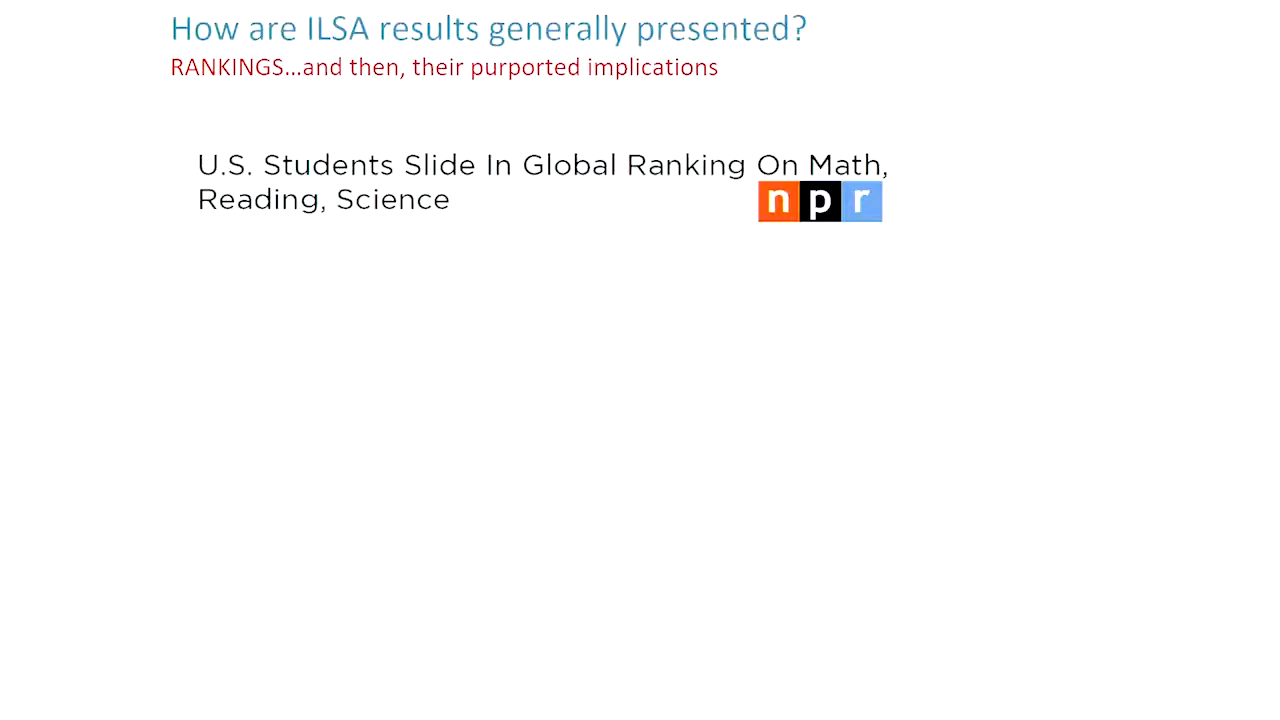 How are ILSA results generally presented?
RANKINGS...and then, their purported implications
U.S. Students Slide In Global Ranking On Math,
Reading, Science
npr